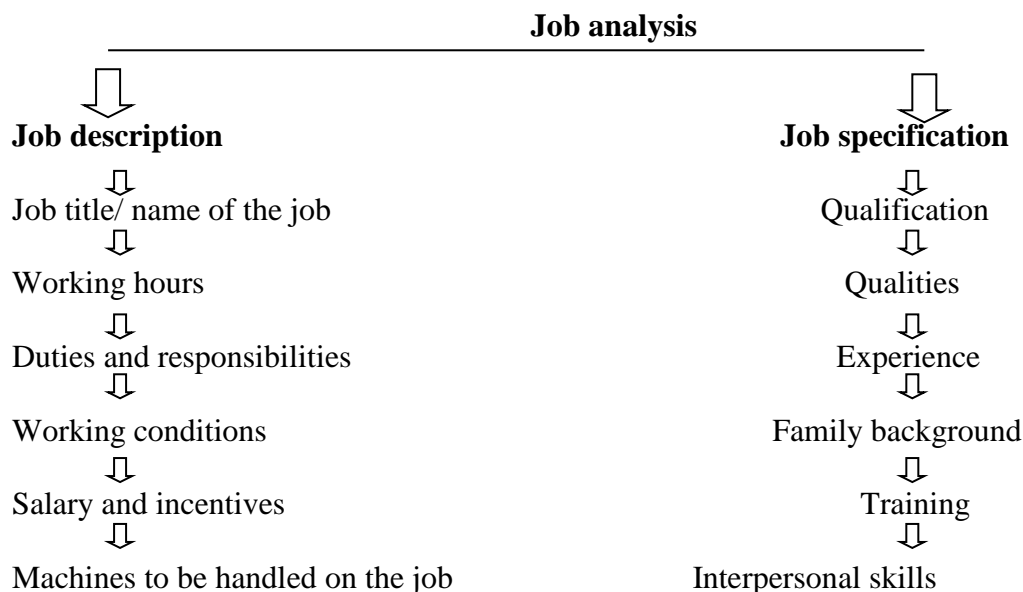 Job analysis
Job description
Job specification
Job title/ name of the job
Qualification
Working hours
Qualities
Duties and responsibilities
Experience
Working conditions
Family background
Salary and incentives
Training
Machines to be handled on the job
Interpersonal skills